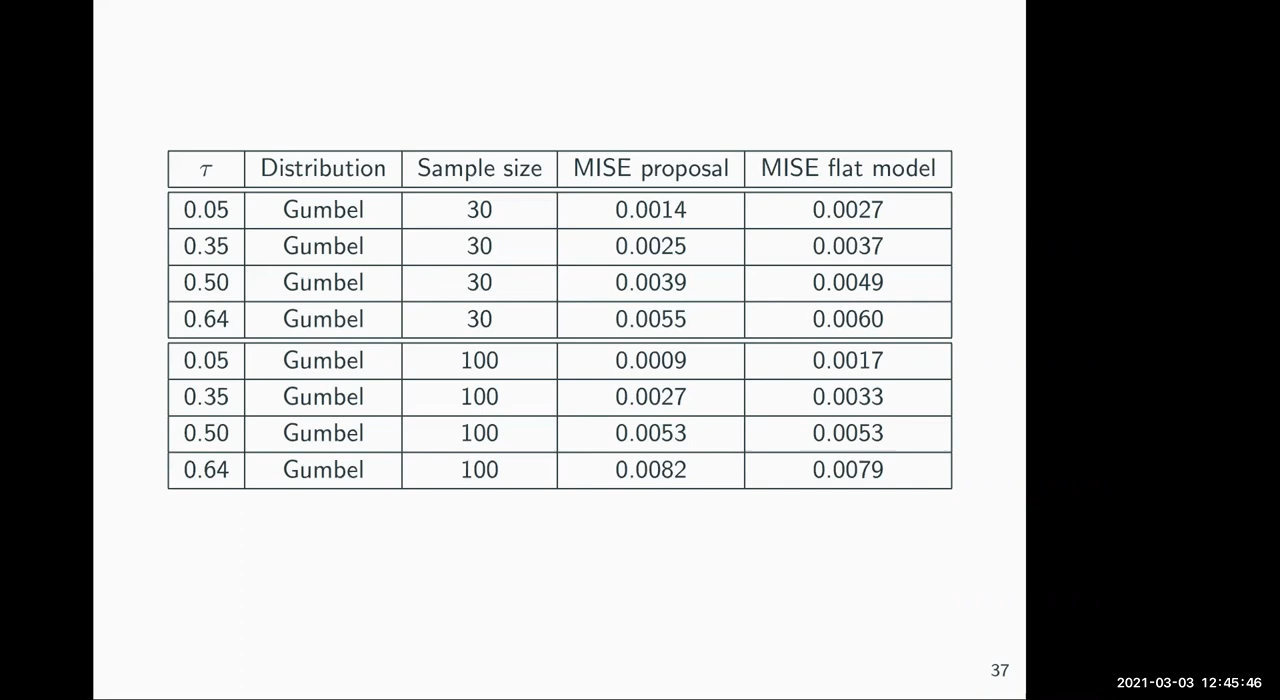 τ Distribution Sample size MISE proposal MISE flat model
0.05 Gumbel 30 0.0014 0.0027
0.35 Gumbel 30 0.0025 0.0037
0.50 Gumbel 30 0.0039 0.0049
0.64 Gumbel 30 0.0055 0.0060
0.05 Gumbel 100 0.0009 0.0017
0.35 Gumbel 100 0.0027 0.0033
0.50 Gumbel 100 0.0053 0.0053
0.64 Gumbel 100 0.0082 0.0079
37
2021-03-03 12:45:46